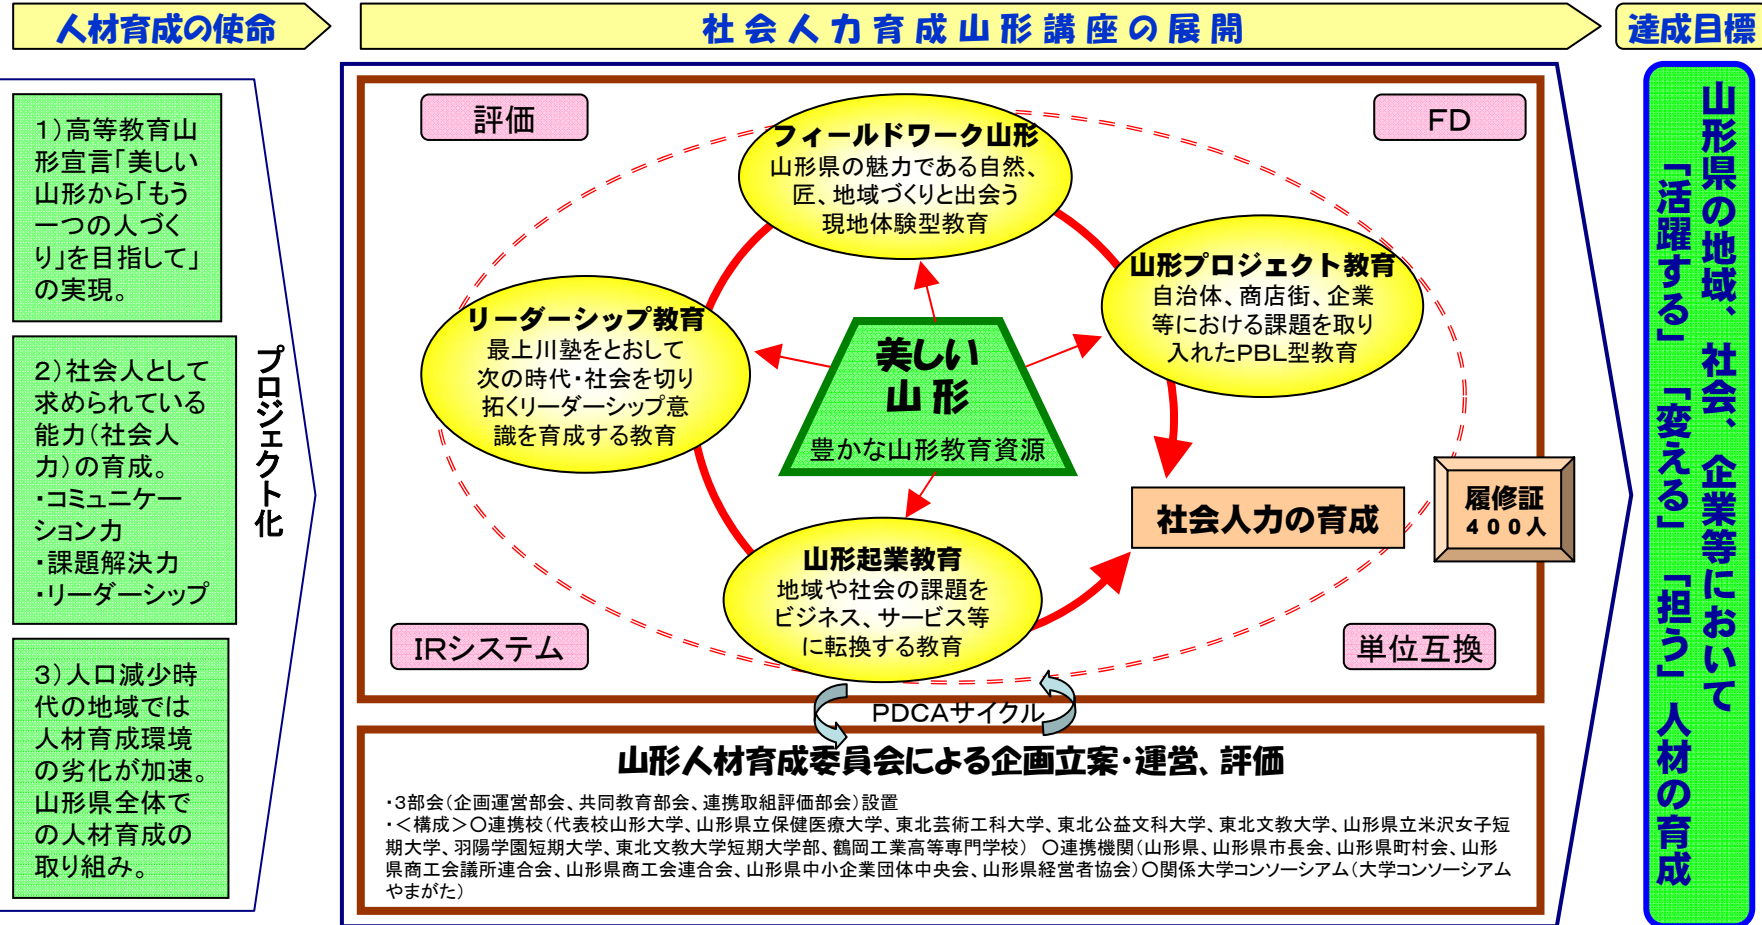 人材育成の使命
社会人力育成山形講座の展開
達成目標
1)高等教育山
形宣言「美しい
山形から「もう
一つの人づく
り」を目指して」
の実現。
2)社会人として
求められている
能力(社会人
力)の育成。
・コミュニケー
ション力
・課題解決力
・リーダーシップ
3)人口減少時
代の地域では
人材育成環境
の劣化が加速。
山形県全体で
の人材育成の
取り組み。
プロジェクト化
評価
FD
フィールドワーク山形
山形県の魅力である自然、
匠、地域づくりと出会う
現地体験型教育
山形プロジェクト教育
自治体、商店街、企業
等における課題を取り
入れたPBL型教育
リーダーシップ教育
最上川塾をとおして
次の時代・社会を切り
拓くリーダーシップ意
識を育成する教育
美しい
山形
豊かな山形教育資源
社会人力の育成
履修証
400人
山形起業教育
地域や社会の課題を
ビジネス、サービス等
に転換する教育
IRシステム
単位互換
PDCAサイクル
山形人材育成委員会による企画立案・運営、評価
・3部会(企画運営部会、共同教育部会、連携取組評価部会)設置
・<構成>○連携校(代表校山形大学、山形県立保健医療大学、東北芸術工科大学、東北公益文科大学、東北文教大学、山形県立米沢女子短
期大学、羽陽学園短期大学、東北文教大学短期大学部、鶴岡工業高等専門学校) ○連携機関(山形県、山形県市長会、山形県町村会、山形
県商工会議所連合会、山形県商工会連合会、山形県中小企業団体中央会、山形県経営者協会)○関係大学コンソーシアム(大学コンソーシアム
やまがた)
山形県の地域、社会、企業等において
「活躍する」「変える」「担う」人材の育成